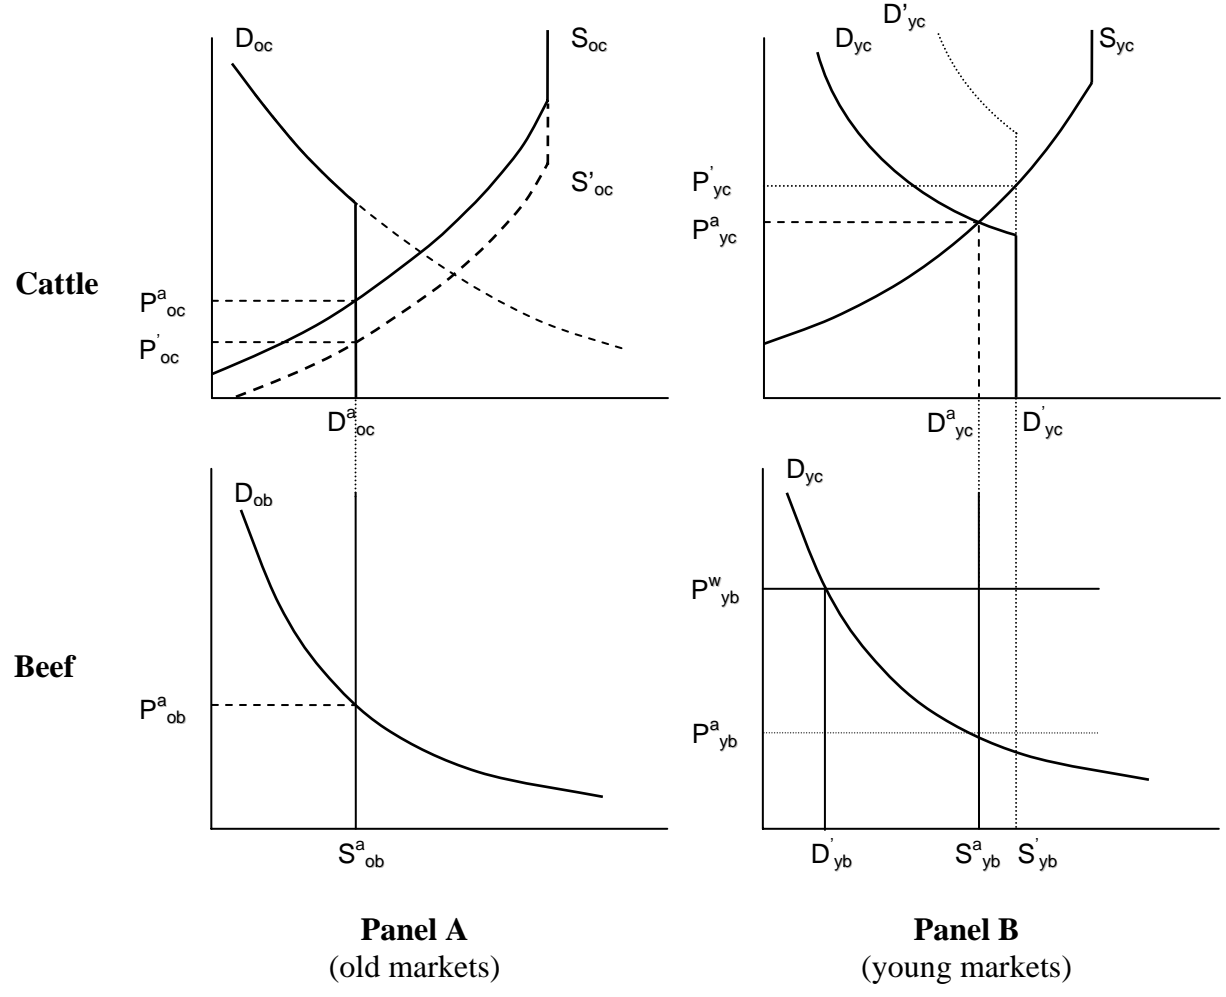 D'yc
Doc
Soc
Dyc
Syc
S'oc
P'yc
Payc
Cattle
Paoc
P'oc
Daoc
Dayc
D'yc
Dob
Dyc
Pwyb
Beef
Paob
Payb
Saob
D'yb
Sayb
S'yb
Panel A
(old markets)
Panel B
(young markets)